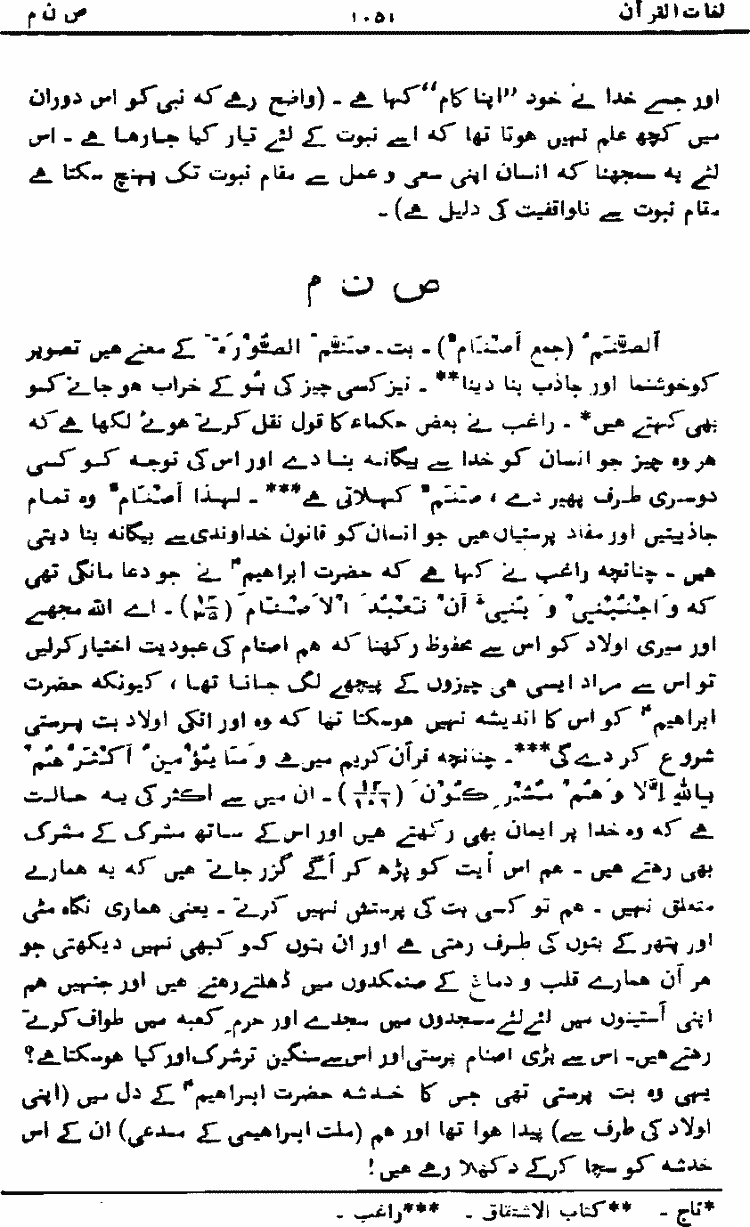 لغات القرآن ۱۰۵۱ ص ن م
اور جسے خدا نے خود ”اپنا کام“ کہا ہے ۔ (واضح رہے کہ نبی کو اس دوران
میں کچھ علم نہیں ہوتا تھا کہ اسے نبوت کے لئے تیار کیا جا رہا ہے ۔ اس
لئے یہ سمجھنا کہ انسان اپنی سعی و عمل سے مقام نبوت تک پہنچ سکتا ہے
مقام نبوت سے ناواقفیت کی دلیل ہے) ۔
ص ن م
اَلصَّنَمُ (جمع اَصْنَامٌ) ۔ بت ۔ صَنَّمَ الصُّوْرَۃَ کے معنے ہیں تصویر
کو خوشنما اور جاذب بنا دینا** ۔ نیز کسی چیز کی بُو کے خراب ہو جانے کو
بھی کہتے ہیں* ۔ راغب نے بعض حکماء کا قول نقل کرتے ہوئے لکھا ہے کہ
ہر وہ چیز جو انسان کو خدا سے بیگانہ بنا دے اور اس کی توجہ کو کسی
دوسری طرف پھیر دے ، صَنَمٌ کہلاتی ہے*** ۔ لہذا اَصْنَامٌ وہ تمام
جاذبیتیں اور مفاد پرستیاں ہیں جو انسان کو قانون خداوندی سے بیگانہ بنا دیتی
ہیں ۔ چنانچہ راغب نے کہا ہے کہ حضرت ابراہیمؑ نے جو دعا مانگی تھی
کہ وَاجْنُبْنِیْ وَ بَنِیَّ اَنْ نَعْبُدَ الْاَصْنَامَ (۱۴/۳۵) ۔ اے اللہ مجھے
اور میری اولاد کو اس سے محفوظ رکھنا کہ ہم اصنام کی عبودیت اختیار کرلیں
تو اس سے مراد ایسی ہی چیزوں کے پیچھے لگ جانا تھا ، کیونکہ حضرت
ابراہیمؑ کو اس کا اندیشہ نہیں ہو سکتا تھا کہ وہ اور انکی اولاد بت پرستی
شروع کر دے گی*** ۔ چنانچہ قرآن کریم میں ہے وَمَا یُؤْمِنُ اَکْثَرُھُمْ
بِاللہِ اِلَّا وَھُمْ مُشْرِکُوْنَ (۱۲/۱۰۶) ۔ ان میں سے اکثر کی یہ حالت
ہے کہ وہ خدا پر ایمان بھی رکھتے ہیں اور اس کے ساتھ مشرک کے مشرک
بھی رہتے ہیں ۔ ہم اس آیت کو پڑھ کر آگے گزر جاتے ہیں کہ یہ ہمارے
متعلق نہیں ۔ ہم تو کسی بت کی پرستش نہیں کرتے ۔ یعنی ہماری نگاہ مٹی
اور پتھر کے بتوں کی طرف رہتی ہے اور ان بتوں کو کبھی نہیں دیکھتی جو
ہر آن ہمارے قلب و دماغ کے صنمکدوں میں ڈھلتے رہتے ہیں اور جنہیں ہم
اپنی آستینوں میں لئے لئے مسجدوں میں سجدے اور حرمِ کعبہ میں طواف کرتے
رہتے ہیں۔ اس سے بڑی اصنام پرستی اور اس سے سنگین تر شرک اور کیا ہو سکتا ہے؟
یہی وہ بت پرستی تھی جس کا خدشہ حضرت ابراہیمؑ کے دل میں (اپنی
اولاد کی طرف سے) پیدا ہوا تھا اور ہم (ملت ابراہیمی کے مدعی) ان کے اس
خدشہ کو سچا کرکے دکھلا رہے ہیں!
*تاج ۔ **کتاب الاشتقاق ۔ ***راغب ۔